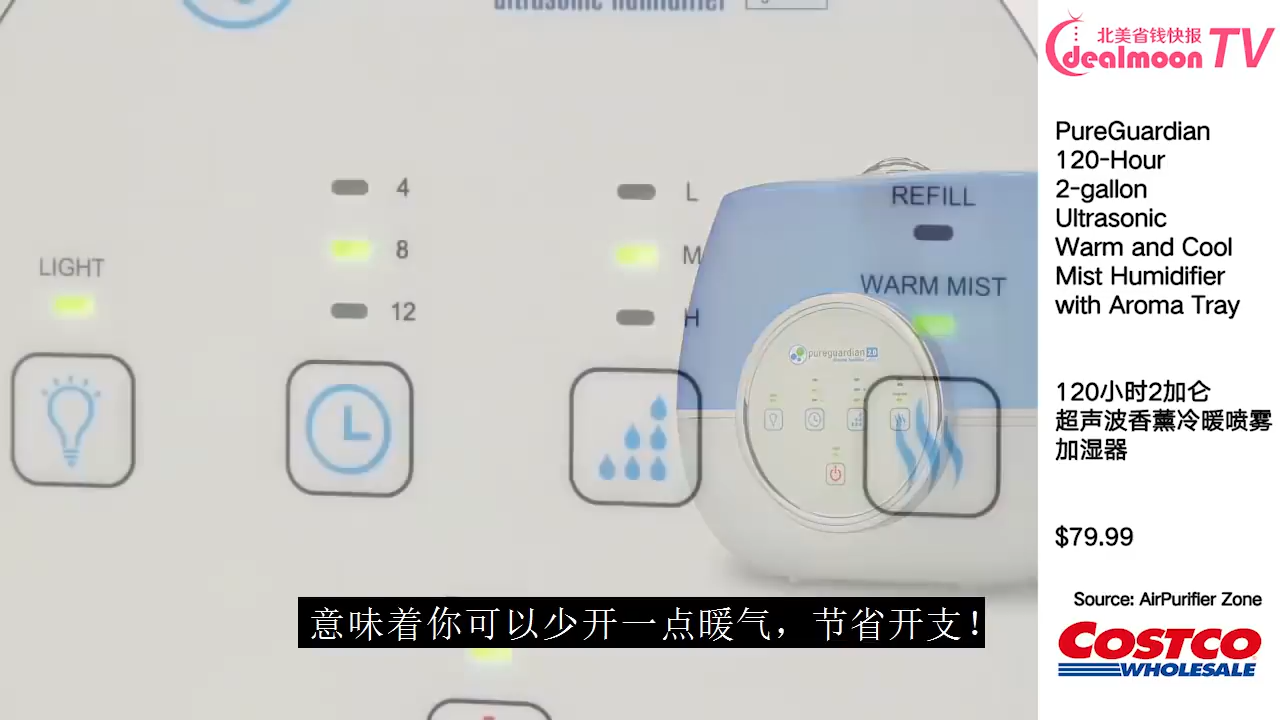 ultrasonic humidifier
4
8
12
LIGHT
L
M
H
REFILL
WARM MIST
pureguardian 2.0
意味着你可以少开一点暖气，节省开支！
北美省钱快报
dealmoon TV
PureGuardian
120-Hour
2-gallon
Ultrasonic
Warm and Cool
Mist Humidifier
with Aroma Tray
120小时2加仑
超声波香薰冷暖喷雾
加湿器
$79.99
Source: AirPurifier Zone
COSTCO
WHOLESALE